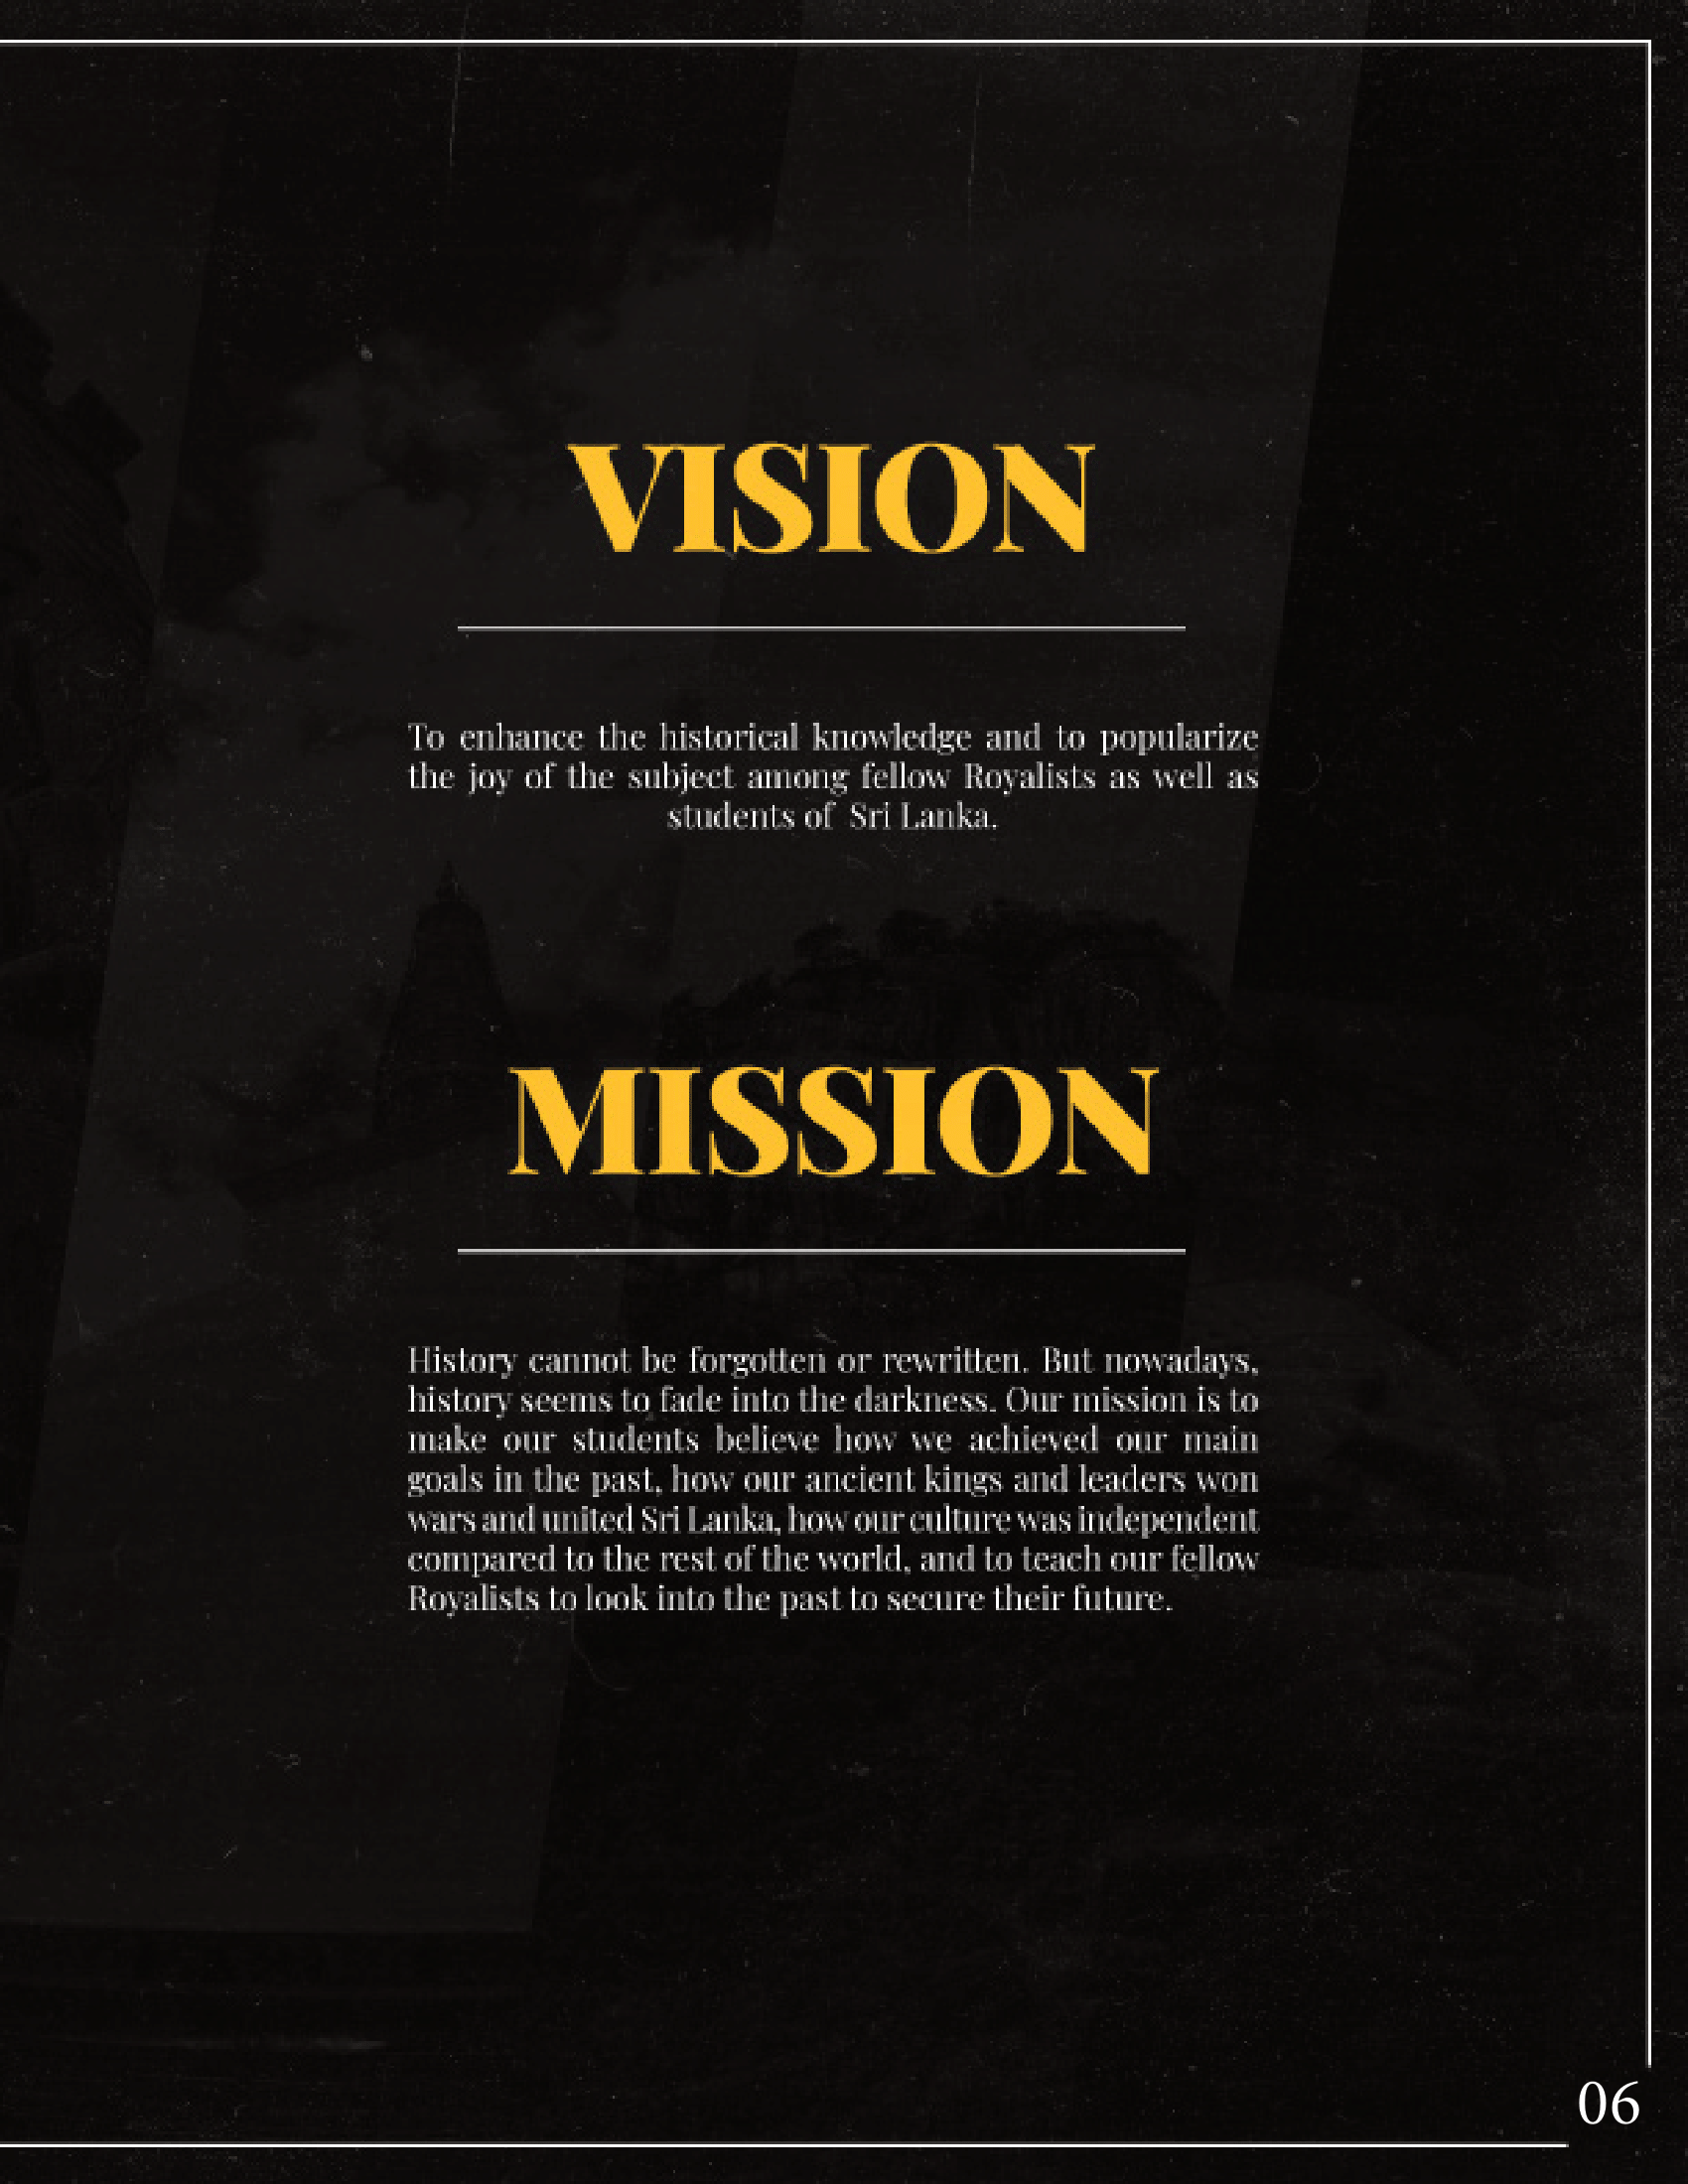 VISION
To enhance the historical knowledge and to popularize
the joy of the subject among fellow Royalists as well as
students of Sri Lanka.
MISSION
History cannot be forgotten or rewritten. But nowadays,
history seems to fade into the darkness. Our mission is to
make our students believe how we achieved our main
goals in the past, how our ancient kings and leaders won
wars and united Sri Lanka, how our culture was independent
compared to the rest of the world, and to teach our fellow
Royalists to look into the past to secure their future.
06